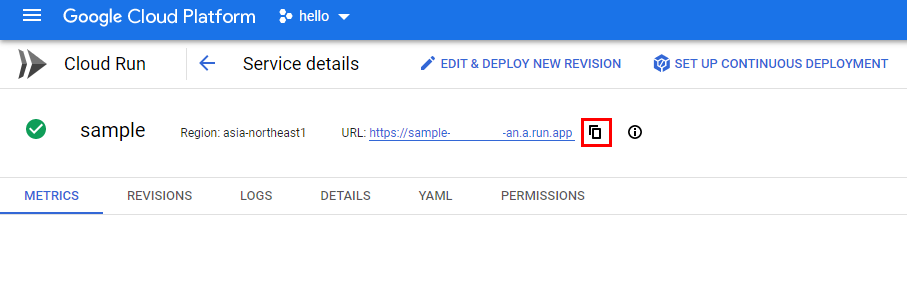 Google Cloud Platform hello
Cloud Run Service details EDIT & DEPLOY NEW REVISION SET UP CONTINUOUS DEPLOYMENT
sample Region: asia-northeast1 URL: https://sample- -an.a.run.app
METRICS REVISIONS LOGS DETAILS YAML PERMISSIONS